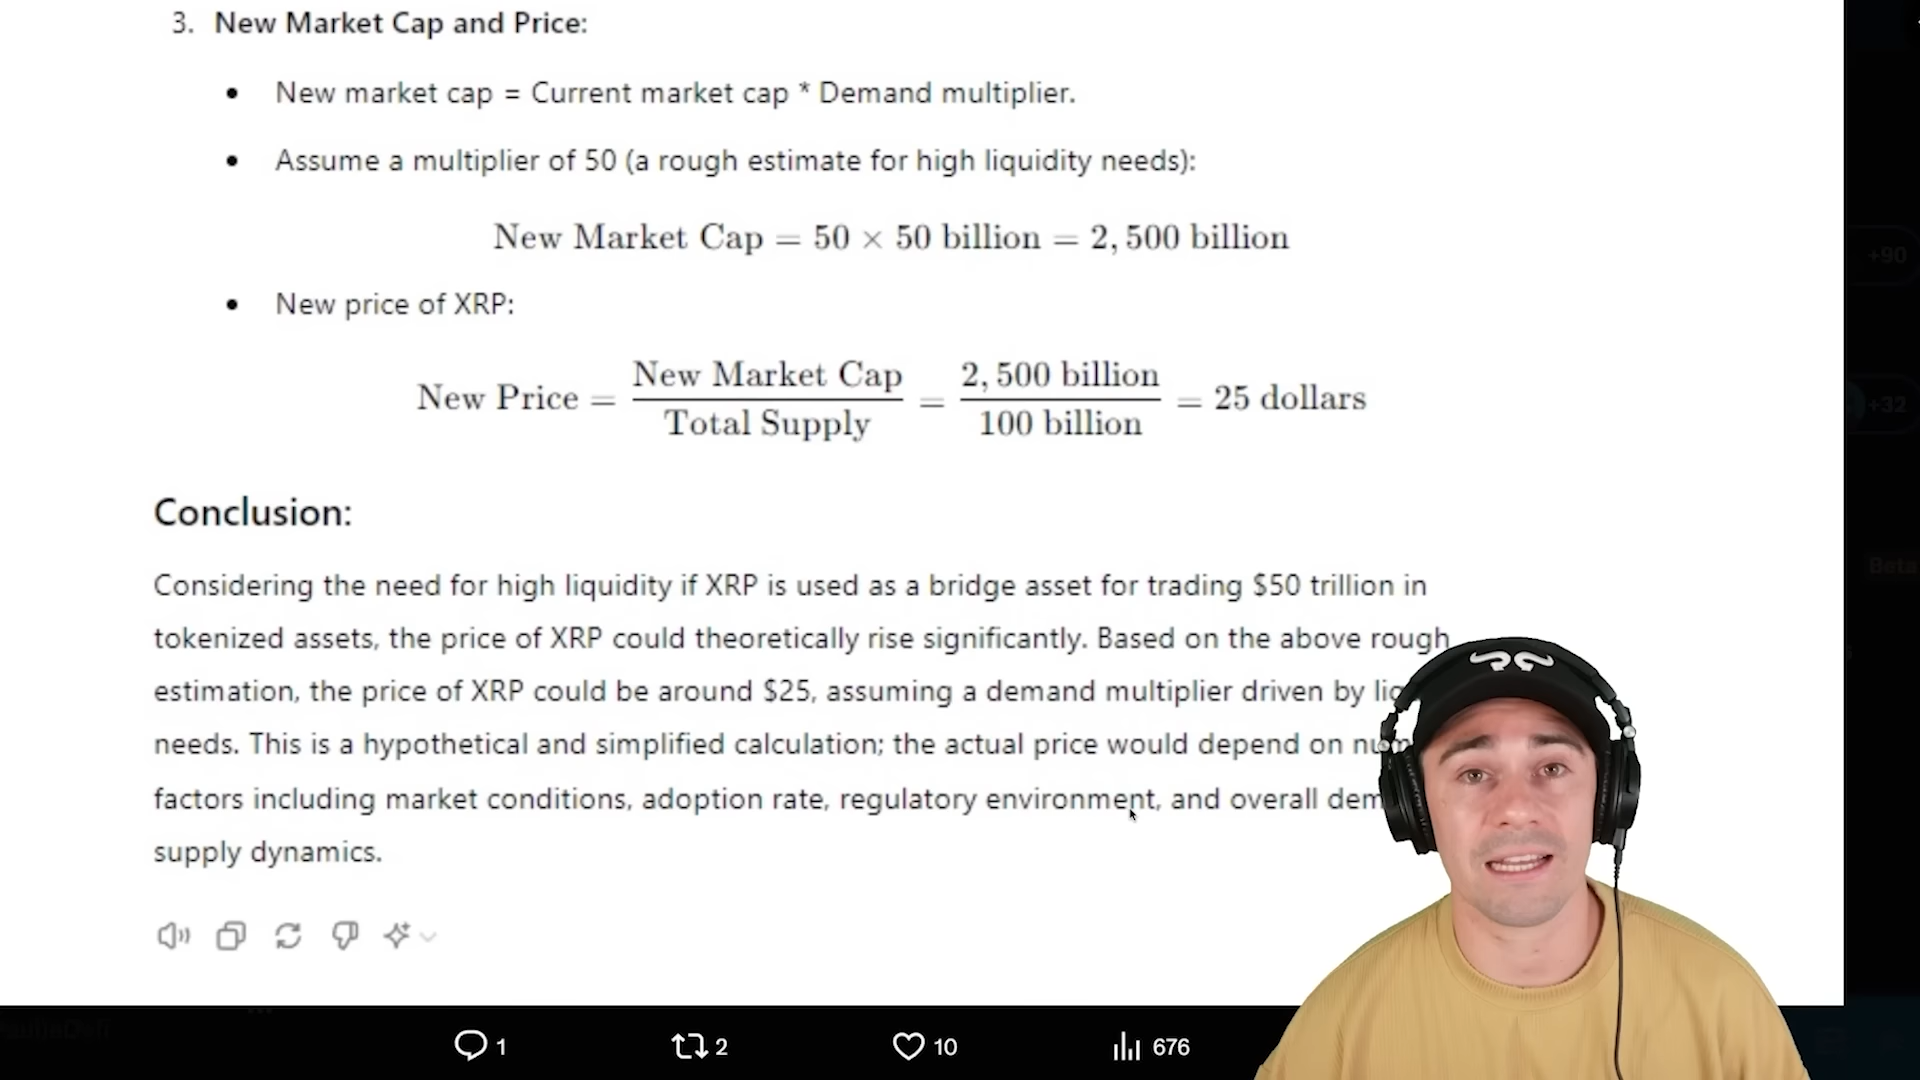 3. New Market Cap and Price:
• New market cap = Current market cap * Demand multiplier.
• Assume a multiplier of 50 (a rough estimate for high liquidity needs):
New Market Cap = 50 × 50 billion = 2, 500 billion
• New price of XRP:
New Price = New Market Cap / Total Supply = 2, 500 billion / 100 billion = 25 dollars
Conclusion:
Considering the need for high liquidity if XRP is used as a bridge asset for trading $50 trillion in
tokenized assets, the price of XRP could theoretically rise significantly. Based on the above rough
estimation, the price of XRP could be around $25, assuming a demand multiplier driven by
needs. This is a hypothetical and simplified calculation; the actual price would depend on
factors including market conditions, adoption rate, regulatory environment, and overall
supply dynamics.
1 2 10 676
+90
+32
Beta